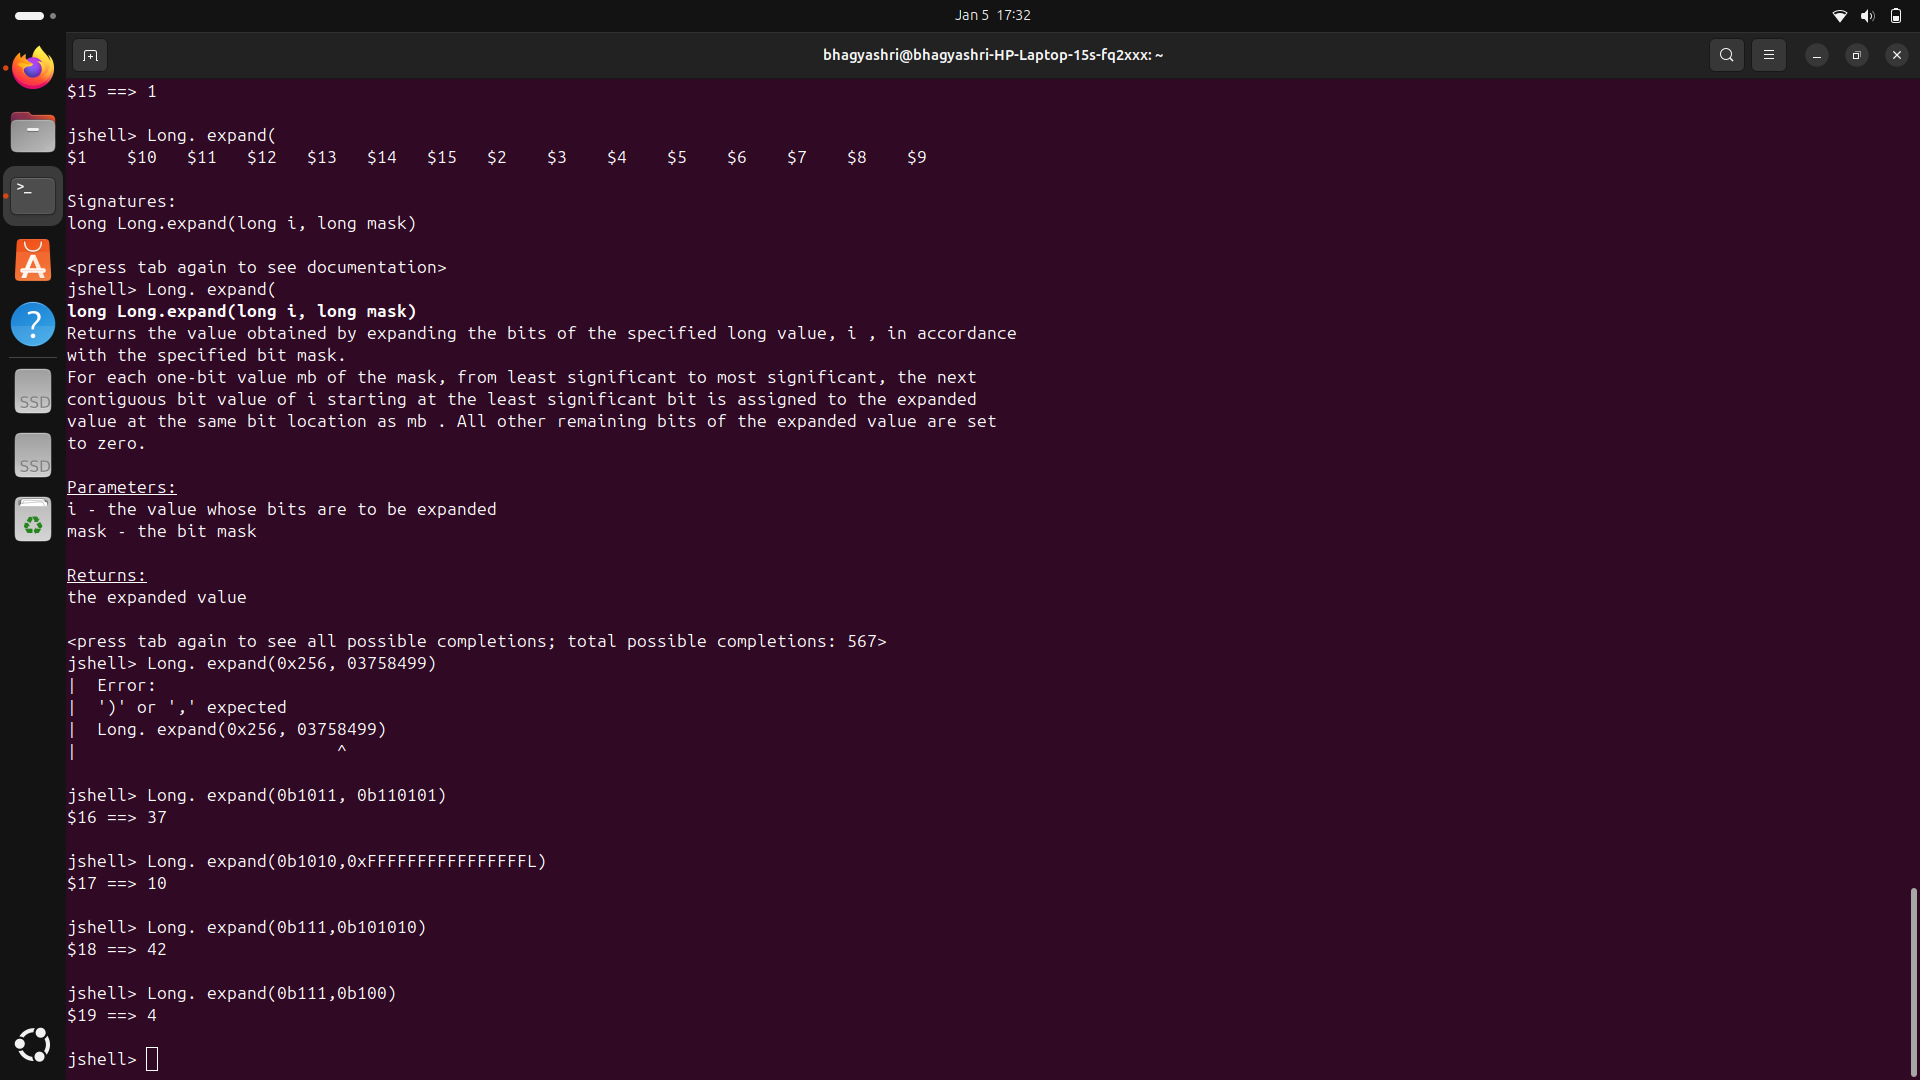 Jan 5 17:32
bhagyashri@bhagyashri-HP-Laptop-15s-fq2xxx: ~
$15 ==> 1
jshell> Long. expand(
$1 $10 $11 $12 $13 $14 $15 $2 $3 $4 $5 $6 $7 $8 $9
Signatures:
long Long.expand(long i, long mask)
<press tab again to see documentation>
jshell> Long. expand(
long Long.expand(long i, long mask)
Returns the value obtained by expanding the bits of the specified long value, i , in accordance
with the specified bit mask.
For each one-bit value mb of the mask, from least significant to most significant, the next
contiguous bit value of i starting at the least significant bit is assigned to the expanded
value at the same bit location as mb . All other remaining bits of the expanded value are set
to zero.
Parameters:
i - the value whose bits are to be expanded
mask - the bit mask
Returns:
the expanded value
<press tab again to see all possible completions; total possible completions: 567>
jshell> Long. expand(0x256, 03758499)
| Error:
| ')' or ',' expected
| Long. expand(0x256, 03758499)
| ^
jshell> Long. expand(0b1011, 0b110101)
$16 ==> 37
jshell> Long. expand(0b1010,0xFFFFFFFFFFFFFFFFL)
$17 ==> 10
jshell> Long. expand(0b111,0b101010)
$18 ==> 42
jshell> Long. expand(0b111,0b100)
$19 ==> 4
jshell>
SSD
SSD